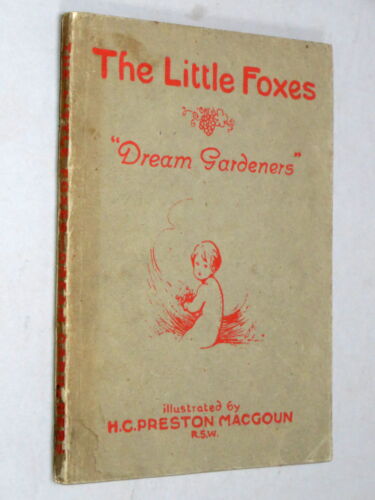 The Little Foxes
"Dream Gardeners"
illustrated by
H.C. PRESTON MACGOUN
R.S.W.